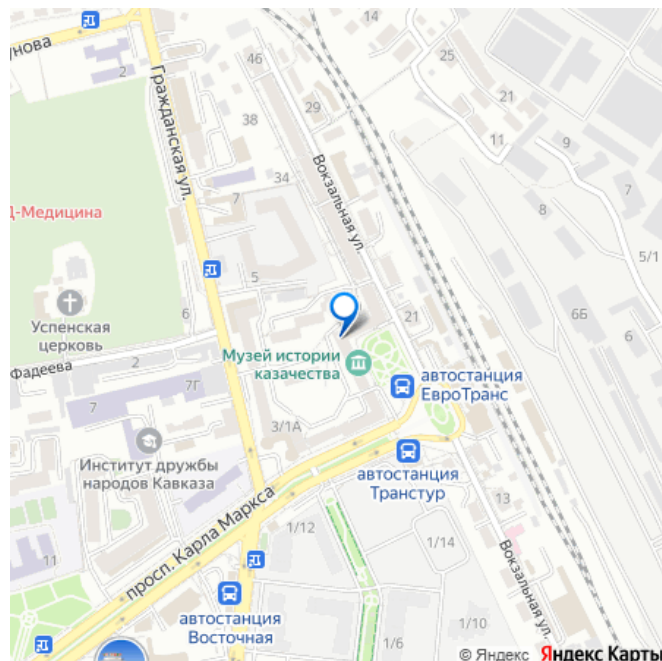 14
25
унова
2
46
21
Гражданская ул.
29
38
11
9
Вокзальная ул.
7
34
7
Д-Медицина
8
5
5/1
Успенская
церковь
6
21
6Б
6
Музей истории
казачества
Фадеева
автостанция
ЕвроТранс
7Г
7
3/1А
Институт дружбы
народов Кавказа
автостанция
Транстур
13
просп. Карла Маркса
1/12
1/14
Вокзальная ул.
11
автостанция
Восточная
1/10
1/6
© Яндекс Яндекс Карты